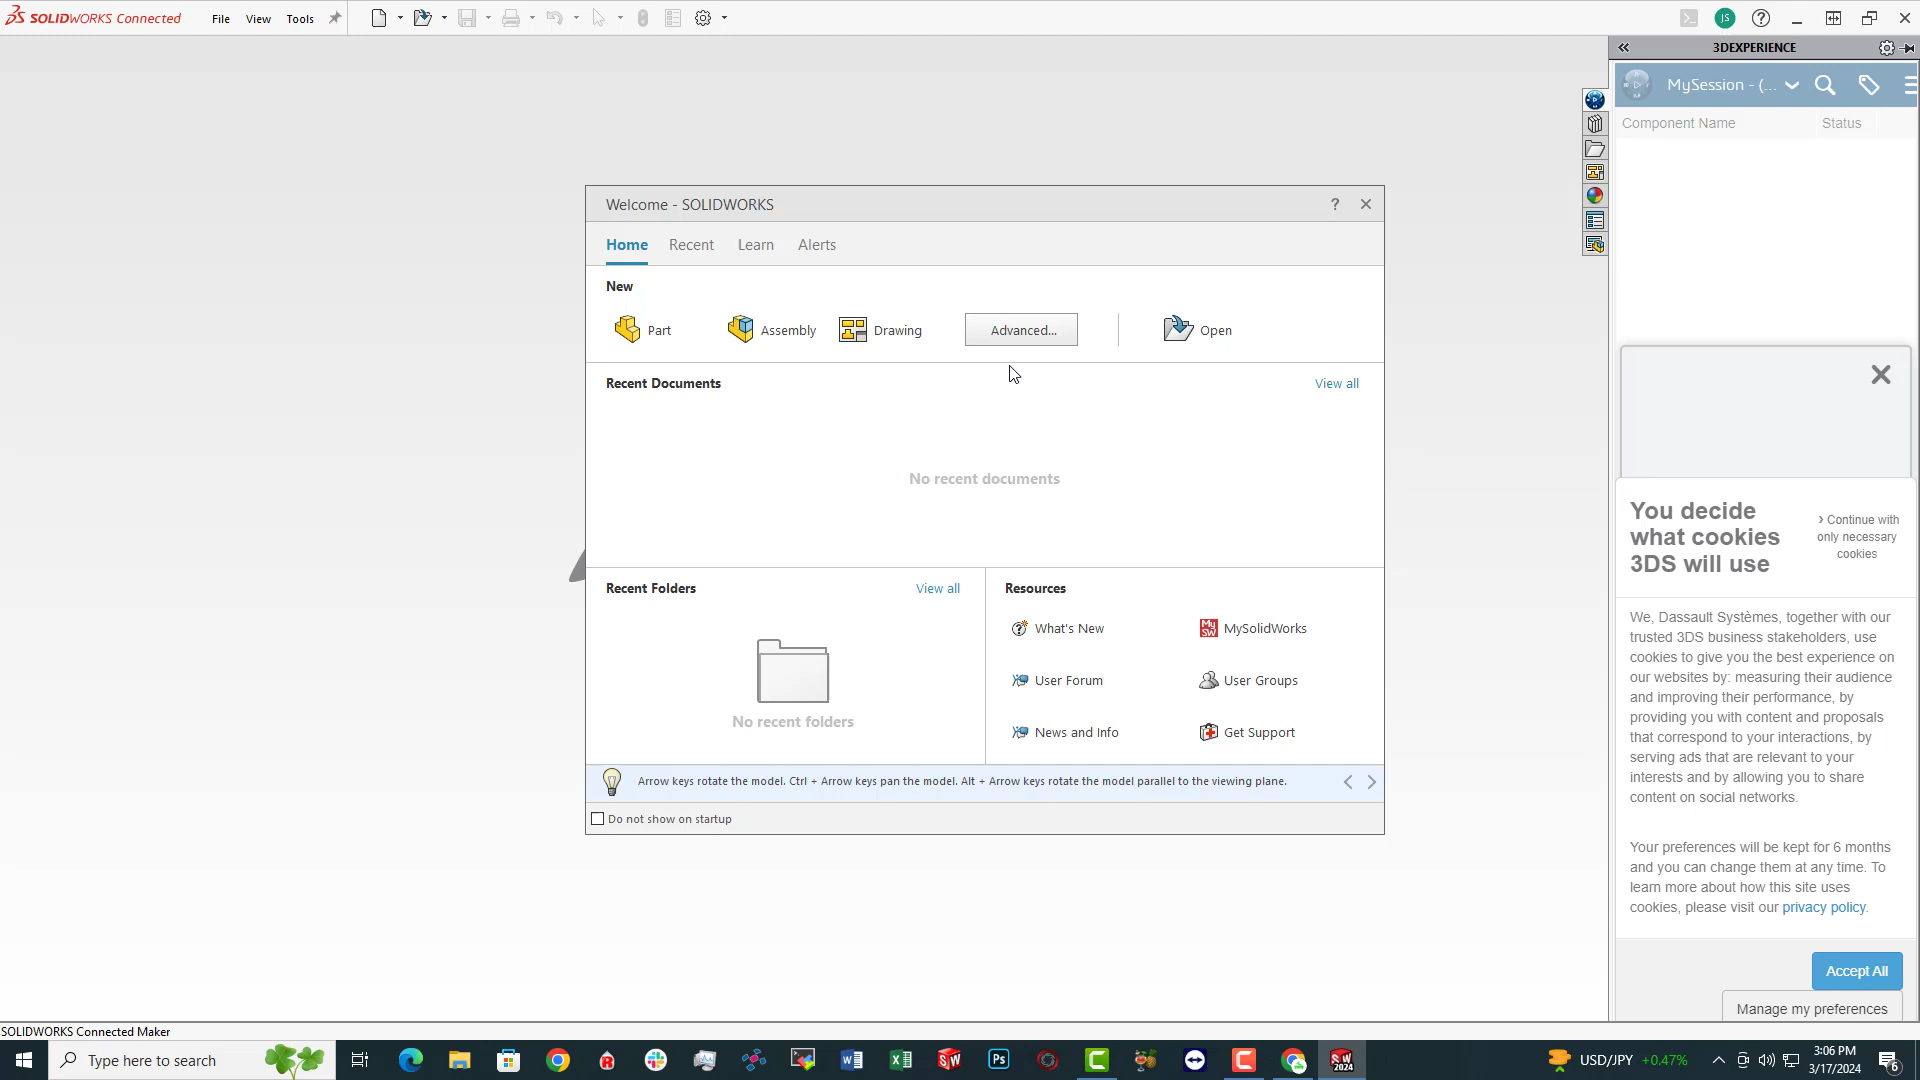 SOLIDWORKS Connected
File View Tools
JS
3DEXPERIENCE
MySession - (...
Component Name Status
Welcome - SOLIDWORKS
Home Recent Learn Alerts
New
Part Assembly Drawing Advanced... Open
Recent Documents View all
No recent documents
Recent Folders View all
No recent folders
Resources
What's New MySolidWorks
User Forum User Groups
News and Info Get Support
Arrow keys rotate the model. Ctrl + Arrow keys pan the model. Alt + Arrow keys rotate the model parallel to the viewing plane.
Do not show on startup
You decide
what cookies
3DS will use
› Continue with
only necessary
cookies
We, Dassault Systèmes, together with our
trusted 3DS business stakeholders, use
cookies to give you the best experience on
our websites by: measuring their audience
and improving their performance, by
providing you with content and proposals
that correspond to your interactions, by
serving ads that are relevant to your
interests and by allowing you to share
content on social networks.
Your preferences will be kept for 6 months
and you can change them at any time. To
learn more about how this site uses
cookies, please visit our privacy policy.
Accept All
Manage my preferences
SOLIDWORKS Connected Maker
Type here to search
USD/JPY +0.47%
3:06 PM
3/17/2024
6